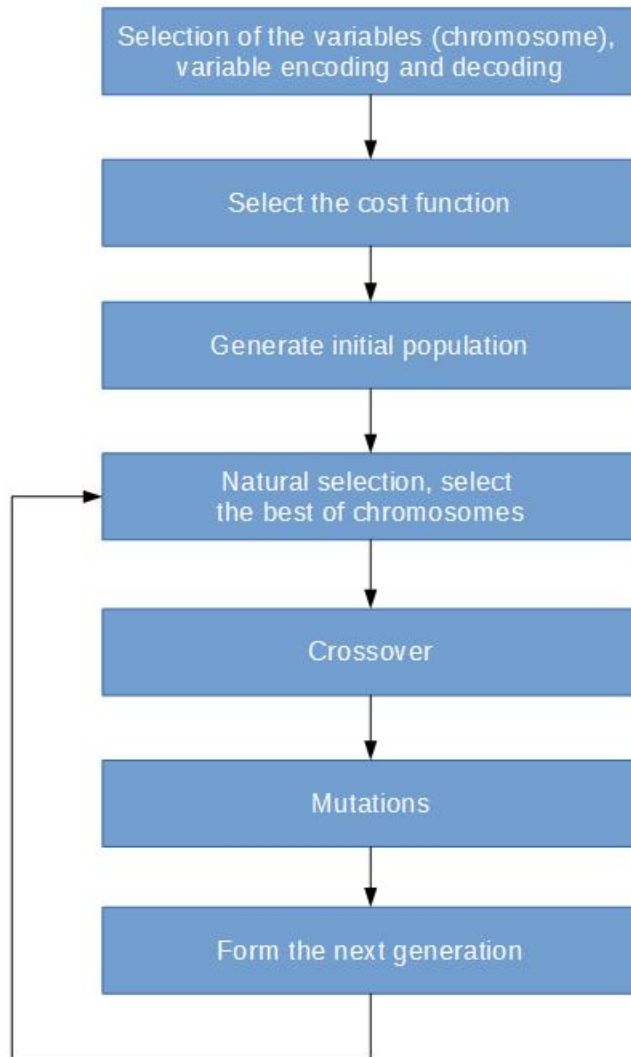 Selection of the variables (chromosome),
variable encoding and decoding
Select the cost function
Generate initial population
Natural selection, select
the best of chromosomes
Crossover
Mutations
Form the next generation